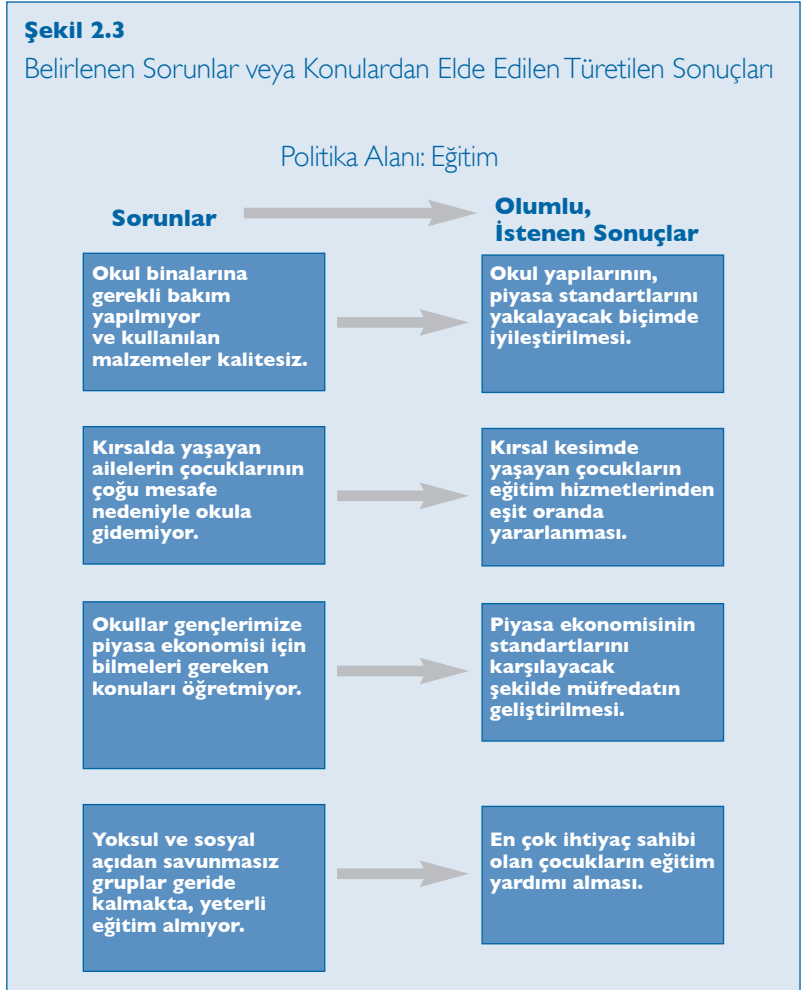 Şekil 2.3
Belirlenen Sorunlar veya Konulardan Elde Edilen Türetilen Sonuçları
Politika Alanı: Eğitim
Sorunlar
Olumlu,
İstenen Sonuçlar
Okul binalarına
gerekli bakım
yapılmıyor
ve kullanılan
malzemeler kalitesiz.
Okul yapılarının,
piyasa standartlarını
yakalayacak biçimde
iyileştirilmesi.
Kırsalda yaşayan
ailelerin çocuklarının
çoğu mesafe
nedeniyle okula
gidemiyor.
Kırsal kesimde
yaşayan çocukların
eğitim hizmetlerinden
eşit oranda
yararlanması.
Okullar gençlerimize
piyasa ekonomisi için
bilmeleri gereken
konuları öğretmiyor.
Piyasa ekonomisinin
standartlarını
karşılayacak
şekilde müfredatın
geliştirilmesi.
Yoksul ve sosyal
açıdan savunmasız
gruplar geride
kalmakta, yeterli
eğitim almıyor.
En çok ihtiyaç sahibi
olan çocukların eğitim
yardımı alması.